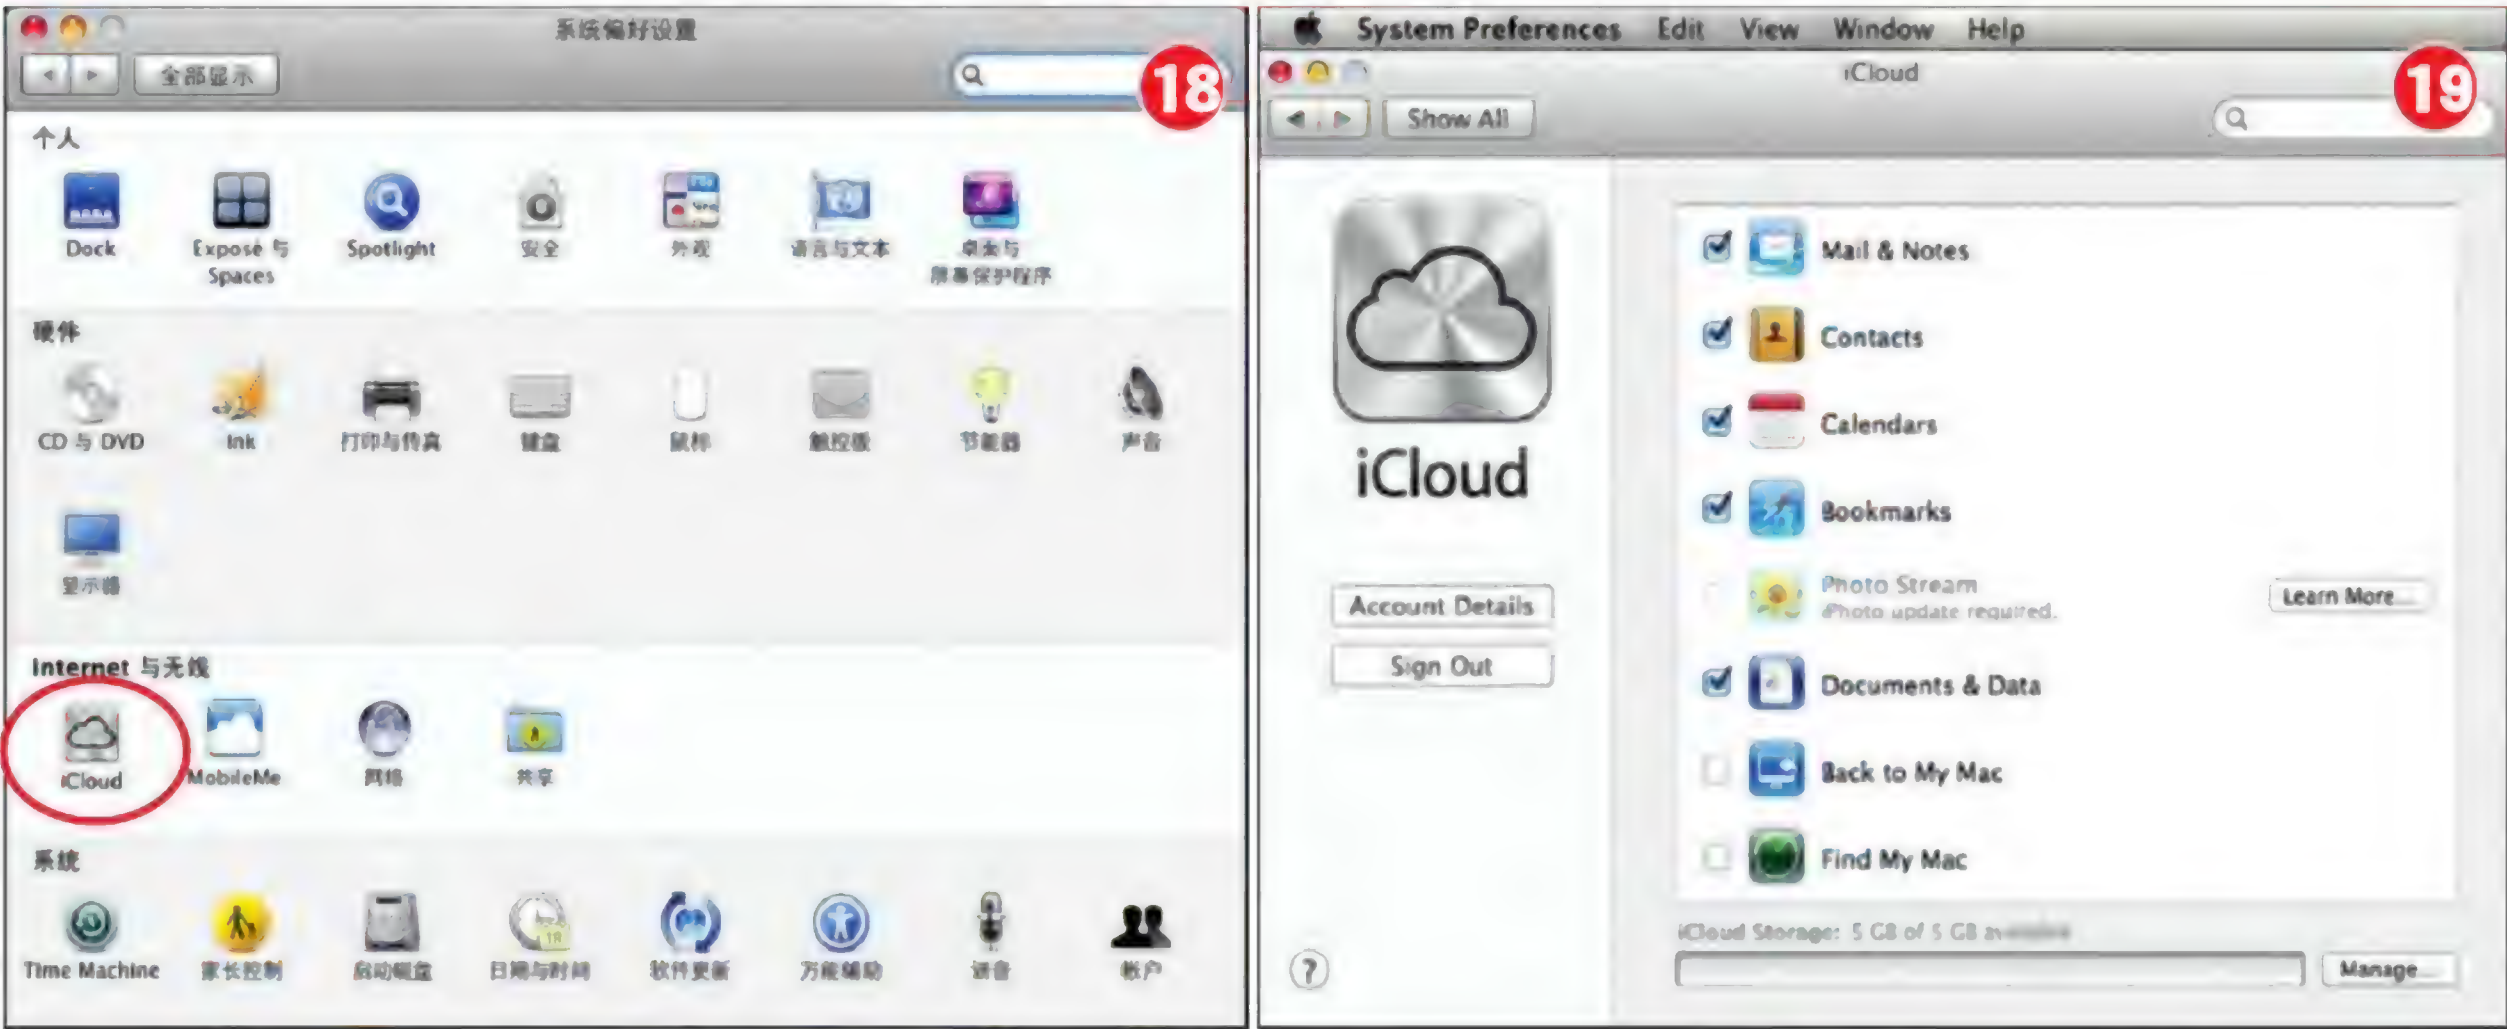 系统偏好设置
全部显示
18
个人
Dock
Exposé 与
Spaces
Spotlight
安全
外观
语言与文本
桌面与
屏幕保护程序
硬件
CD 与 DVD
Ink
打印与传真
键盘
鼠标
触控板
节能器
声音
显示器
Internet 与无线
iCloud
MobileMe
网络
共享
系统
Time Machine
家长控制
启动磁盘
日期与时间
软件更新
万能辅助
语音
帐户
System Preferences Edit View Window Help
iCloud
19
Show All
iCloud
Account Details
Sign Out
Mail & Notes
Contacts
Calendars
Bookmarks
Photo Stream
iPhoto update required.
Learn More...
Documents & Data
Back to My Mac
Find My Mac
iCloud Storage: 5 GB of 5 GB
Manage...
?